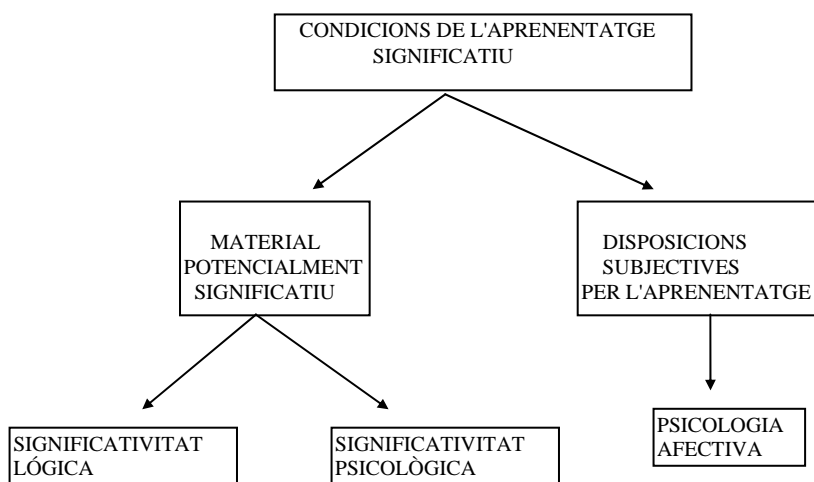 CONDICIONS DE L'APRENENTATGE
SIGNIFICATIU
MATERIAL
POTENCIALMENT
SIGNIFICATIU
DISPOSICIONS
SUBJECTIVES
PER L'APRENENTATGE
SIGNIFICATIVITAT
LÓGICA
SIGNIFICATIVITAT
PSICOLÒGICA
PSICOLOGIA
AFECTIVA